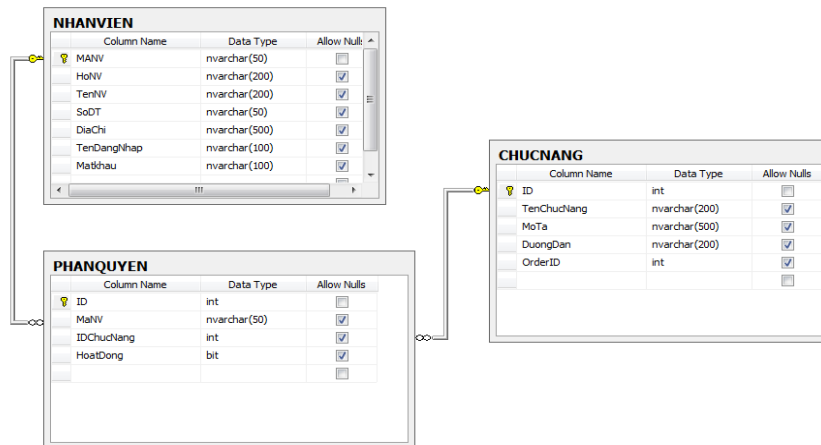 NHANVIEN
Column Name Data Type Allow Nulls
MANV nvarchar(50)
HoNV nvarchar(200)
TenNV nvarchar(200)
SoDT nvarchar(50)
DiaChi nvarchar(500)
TenDangNhap nvarchar(100)
Matkhau nvarchar(100)
CHUCNANG
Column Name Data Type Allow Nulls
ID int
TenChucNang nvarchar(200)
MoTa nvarchar(500)
DuongDan nvarchar(200)
OrderID int
PHANQUYEN
Column Name Data Type Allow Nulls
ID int
MaNV nvarchar(50)
IDChucNang int
HoatDong bit